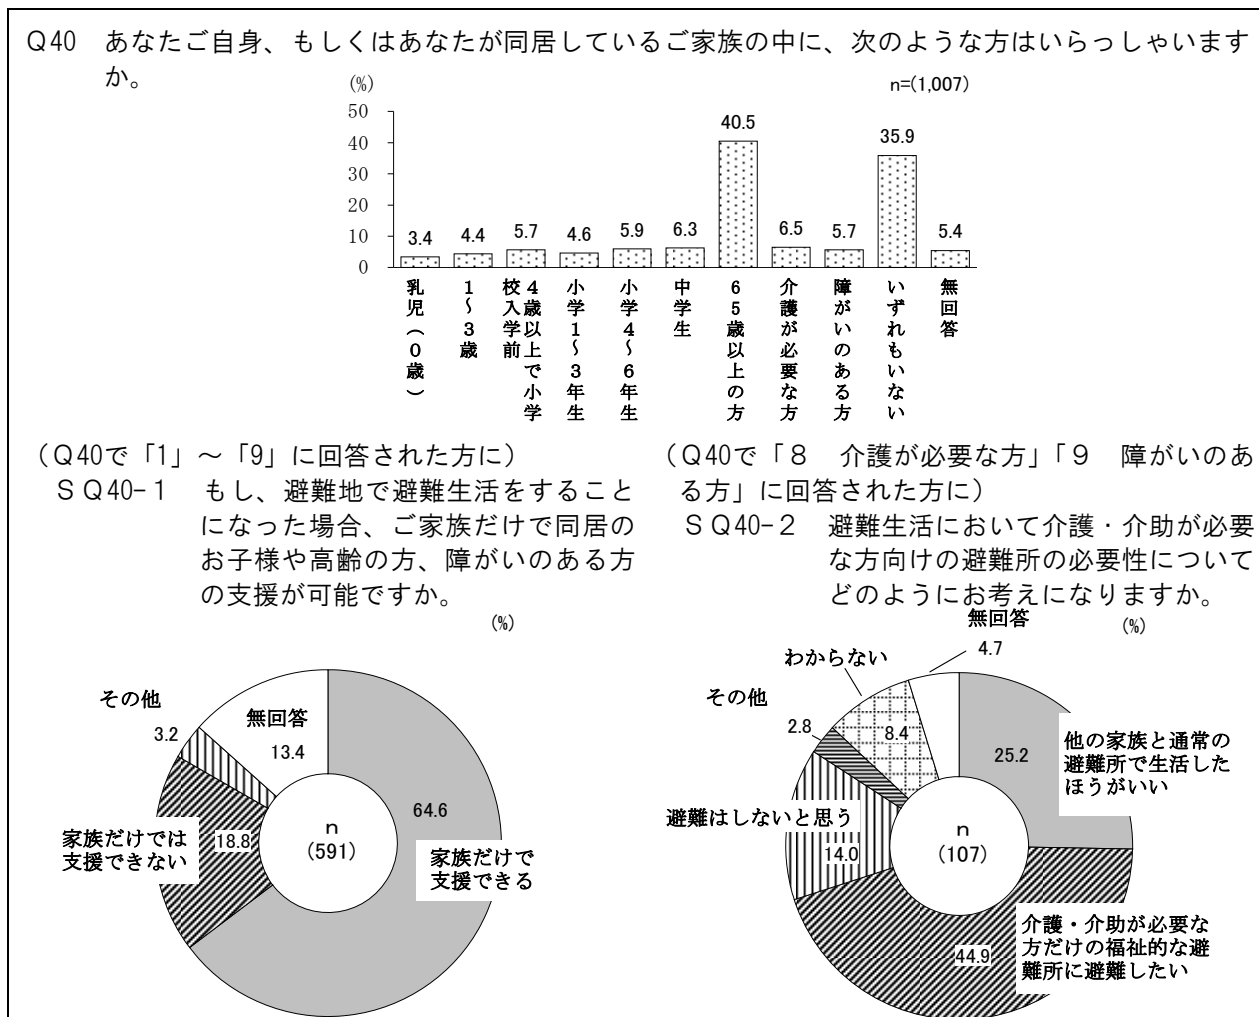 Q40 あなたご自身、もしくはあなたが同居しているご家族の中に、次のような方はいらっしゃいます
か。
(%)
n=(1,007)
50
40
30
20
10
0
3.4
4.4
5.7
4.6
5.9
6.3
40.5
6.5
5.7
35.9
5.4
乳児(0歳)
1~3歳
4歳以上で小学
校入学前
小学1~3年生
小学4~6年生
中学生
65歳以上の方
介護が必要な方
障がいのある方
いずれもいない
無回答
(Q40で「1」~「9」に回答された方に)
SQ40-1 もし、避難地で避難生活をすること
になった場合、ご家族だけで同居の
お子様や高齢の方、障がいのある方
の支援が可能ですか。
(%)
その他
3.2
無回答
13.4
64.6
家族だけで
支援できる
家族だけでは
支援できない
18.8
n
(591)
(Q40で「8 介護が必要な方」「9 障がいのあ
る方」に回答された方に)
SQ40-2 避難生活において介護・介助が必要
な方向けの避難所の必要性について
どのようにお考えになりますか。
(%)
無回答
4.7
わからない
8.4
その他
2.8
25.2
他の家族と通常の
避難所で生活した
ほうがいい
避難はしないと思う
14.0
n
(107)
介護・介助が必要な
方だけの福祉的な避
難所に避難したい
44.9